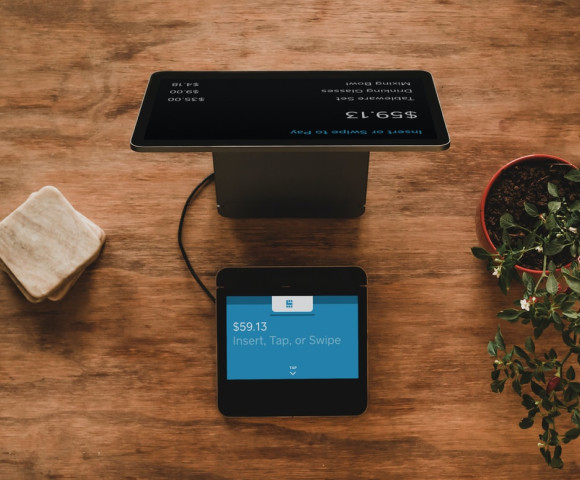 Insert or Swipe to Pay
$59.13
Tableware Set $35.00
Drinking Glasses $9.00
Mixing Bowl $4.18
$59.13
Insert, Tap, or Swipe
TAP